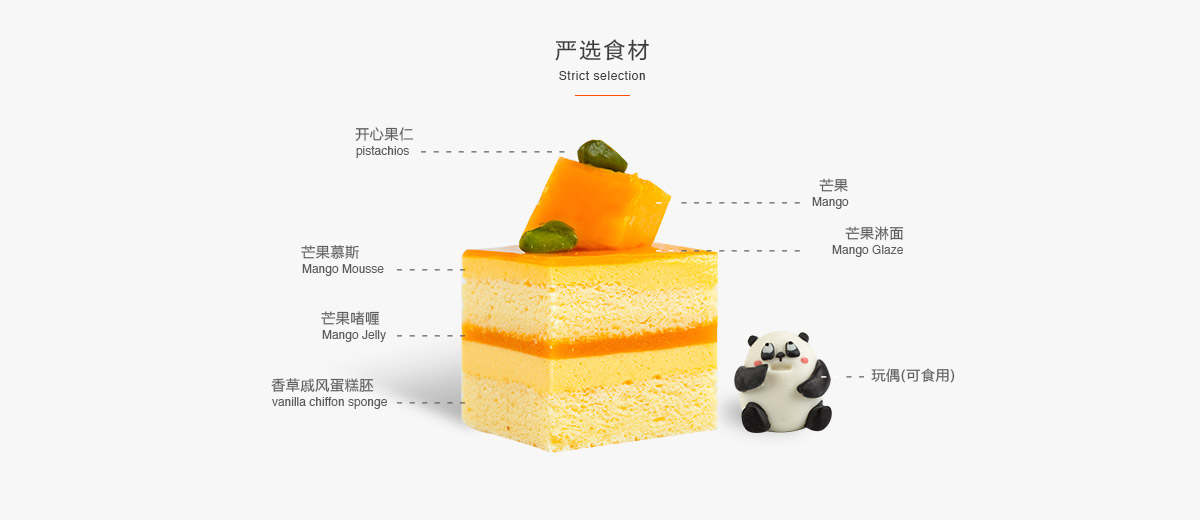 严选食材
Strict selection
开心果仁
pistachios
芒果
Mango
芒果淋面
Mango Glaze
芒果慕斯
Mango Mousse
芒果啫喱
Mango Jelly
玩偶(可食用)
香草戚风蛋糕胚
vanilla chiffon sponge